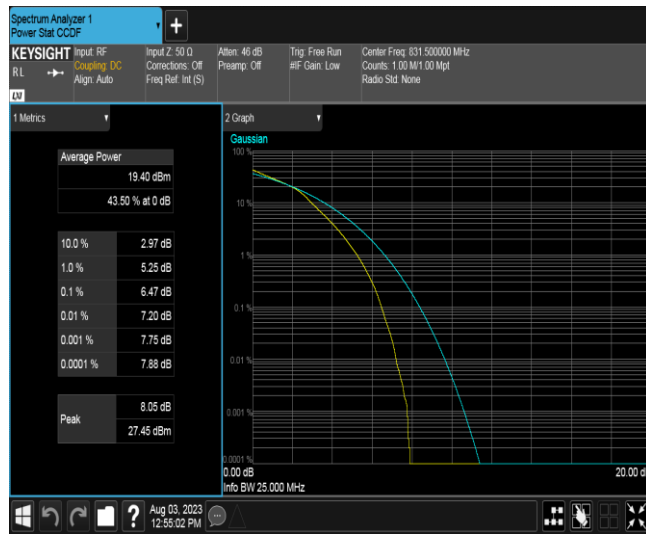 Spectrum Analyzer 1
Power Stat CCDF
+
KEYSIGHT
RL
LXI
Input: RF
Coupling: DC
Align: Auto
Input Z: 50 Ω
Corrections: Off
Freq Ref: Int (S)
Atten: 46 dB
Preamp: Off
Trig: Free Run
#IF Gain: Low
Center Freq: 831.500000 MHz
Counts: 1.00 M/1.00 Mpt
Radio Std: None
1 Metrics
Average Power
19.40 dBm
43.50 % at 0 dB
10.0 % 2.97 dB
1.0 % 5.25 dB
0.1 % 6.47 dB
0.01 % 7.20 dB
0.001 % 7.75 dB
0.0001 % 7.88 dB
Peak
8.05 dB
27.45 dBm
2 Graph
Gaussian
100 %
10 %
1 %
0.1 %
0.01 %
0.001 %
0.0001 %
0.00 dB
20.00 d
Info BW 25.000 MHz
?
Aug 03, 2023
12:55:02 PM